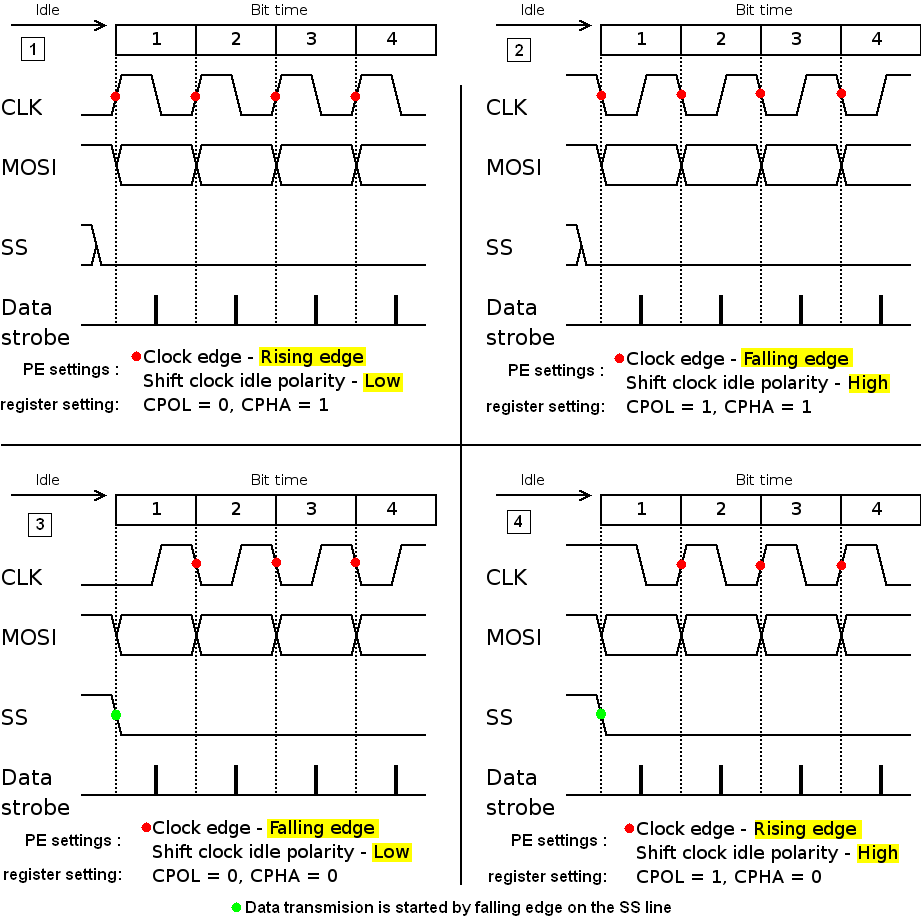 Idle Bit time
1 1 2 3 4
CLK
MOSI
SS
Data
strobe
PE settings : Clock edge - Rising edge
Shift clock idle polarity - Low
register setting: CPOL = 0, CPHA = 1
Idle Bit time
2 1 2 3 4
CLK
MOSI
SS
Data
strobe
PE settings : Clock edge - Falling edge
Shift clock idle polarity - High
register setting: CPOL = 1, CPHA = 1
Idle Bit time
3 1 2 3 4
CLK
MOSI
SS
Data
strobe
PE settings : Clock edge - Falling edge
Shift clock idle polarity - Low
register setting: CPOL = 0, CPHA = 0
Idle Bit time
4 1 2 3 4
CLK
MOSI
SS
Data
strobe
PE settings : Clock edge - Rising edge
Shift clock idle polarity - High
register setting: CPOL = 1, CPHA = 0
Data transmision is started by falling edge on the SS line